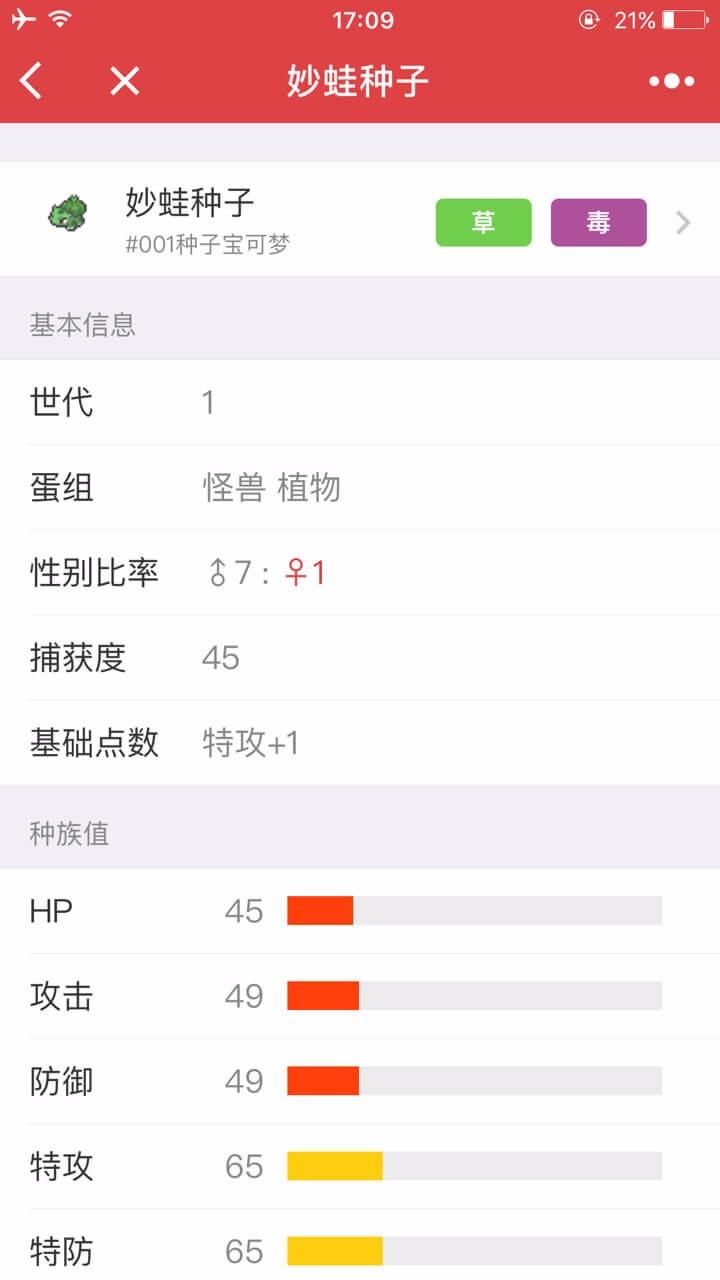 17:09
21%
妙蛙种子
妙蛙种子
#001种子宝可梦
草
毒
基本信息
世代 1
蛋组 怪兽 植物
性别比率 ♂7 : ♀1
捕获度 45
基础点数 特攻+1
种族值
HP 45
攻击 49
防御 49
特攻 65
特防 65